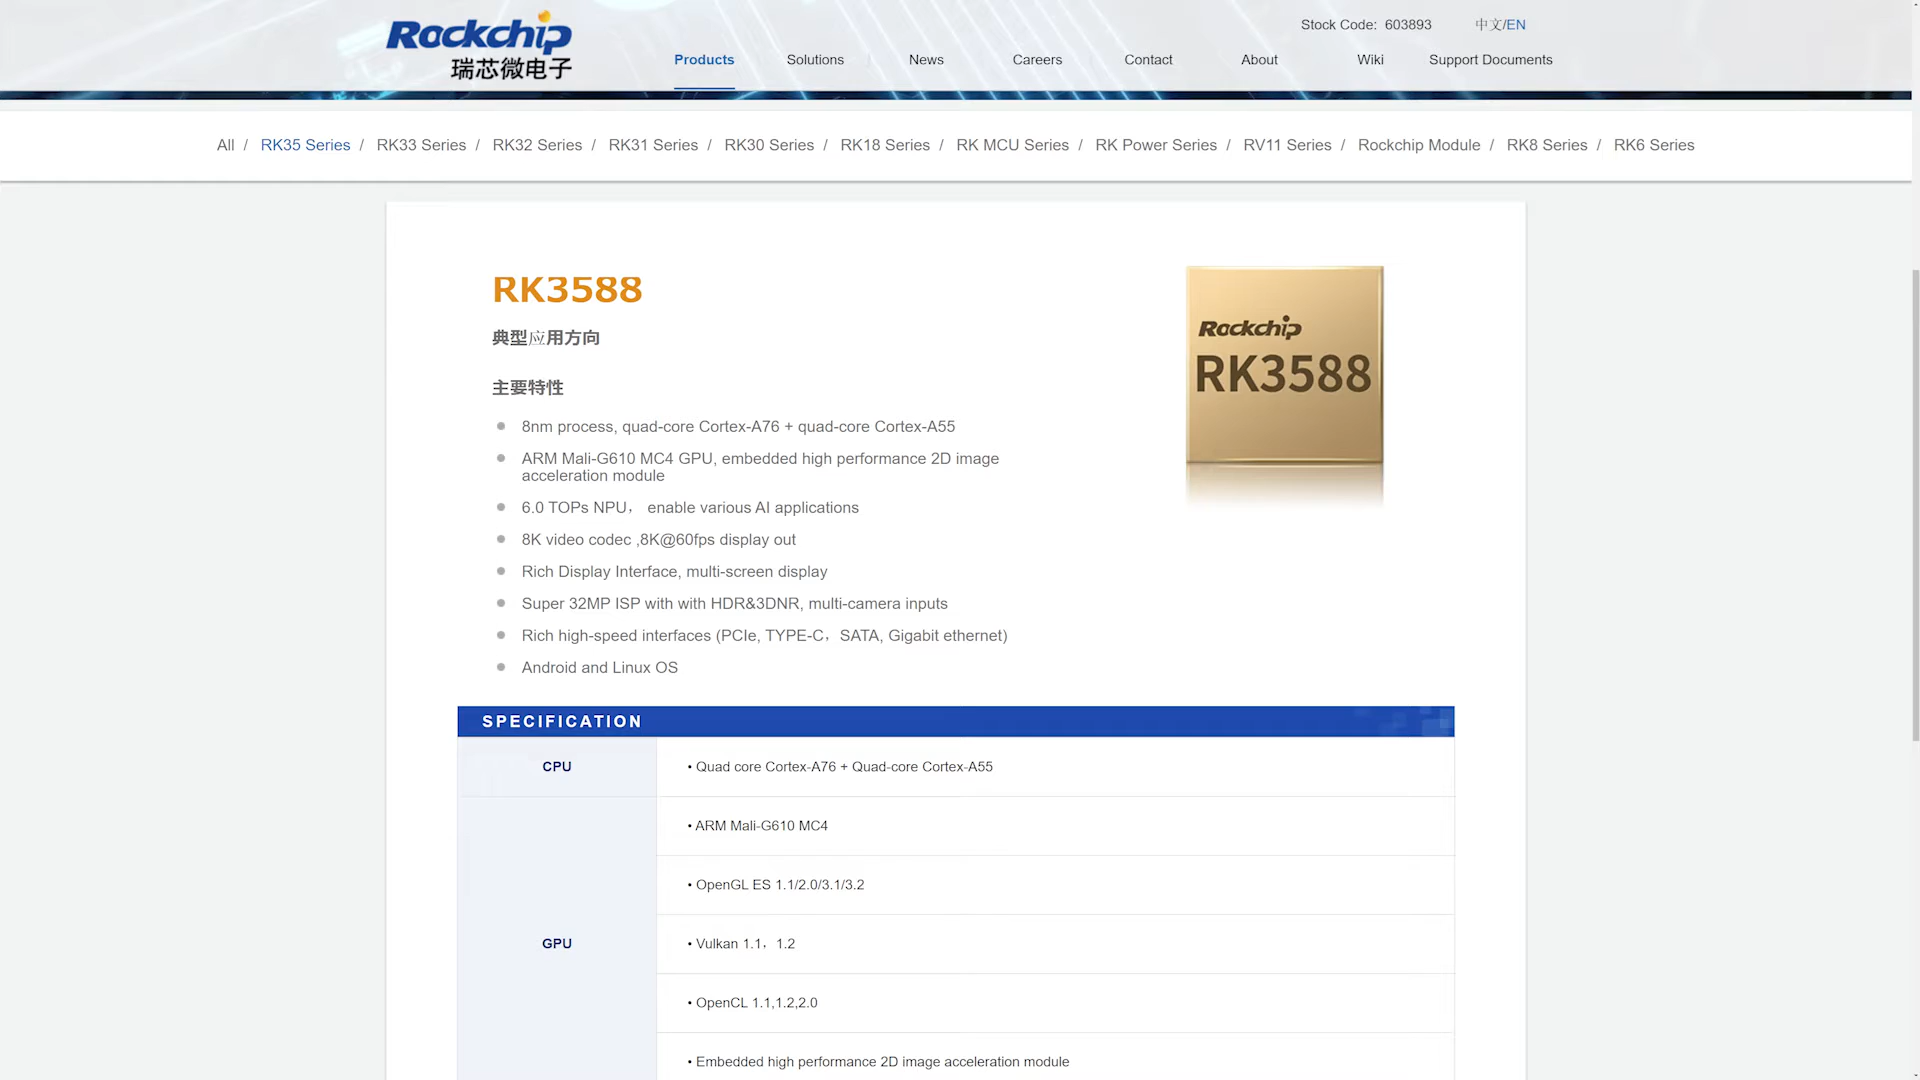 Rockchip
瑞芯微电子
Stock Code: 603893
中文/EN
Products Solutions News Careers Contact About Wiki Support Documents
All / RK35 Series / RK33 Series / RK32 Series / RK31 Series / RK30 Series / RK18 Series / RK MCU Series / RK Power Series / RV11 Series / Rockchip Module / RK8 Series / RK6 Series
RK3588
典型应用方向
主要特性
8nm process, quad-core Cortex-A76 + quad-core Cortex-A55
ARM Mali-G610 MC4 GPU, embedded high performance 2D image
acceleration module
6.0 TOPs NPU， enable various AI applications
8K video codec ,8K@60fps display out
Rich Display Interface, multi-screen display
Super 32MP ISP with with HDR&3DNR, multi-camera inputs
Rich high-speed interfaces (PCIe, TYPE-C，SATA, Gigabit ethernet)
Android and Linux OS
Rockchip
RK3588
SPECIFICATION
CPU
• Quad core Cortex-A76 + Quad-core Cortex-A55
GPU
• ARM Mali-G610 MC4
• OpenGL ES 1.1/2.0/3.1/3.2
• Vulkan 1.1，1.2
• OpenCL 1.1,1.2,2.0
• Embedded high performance 2D image acceleration module